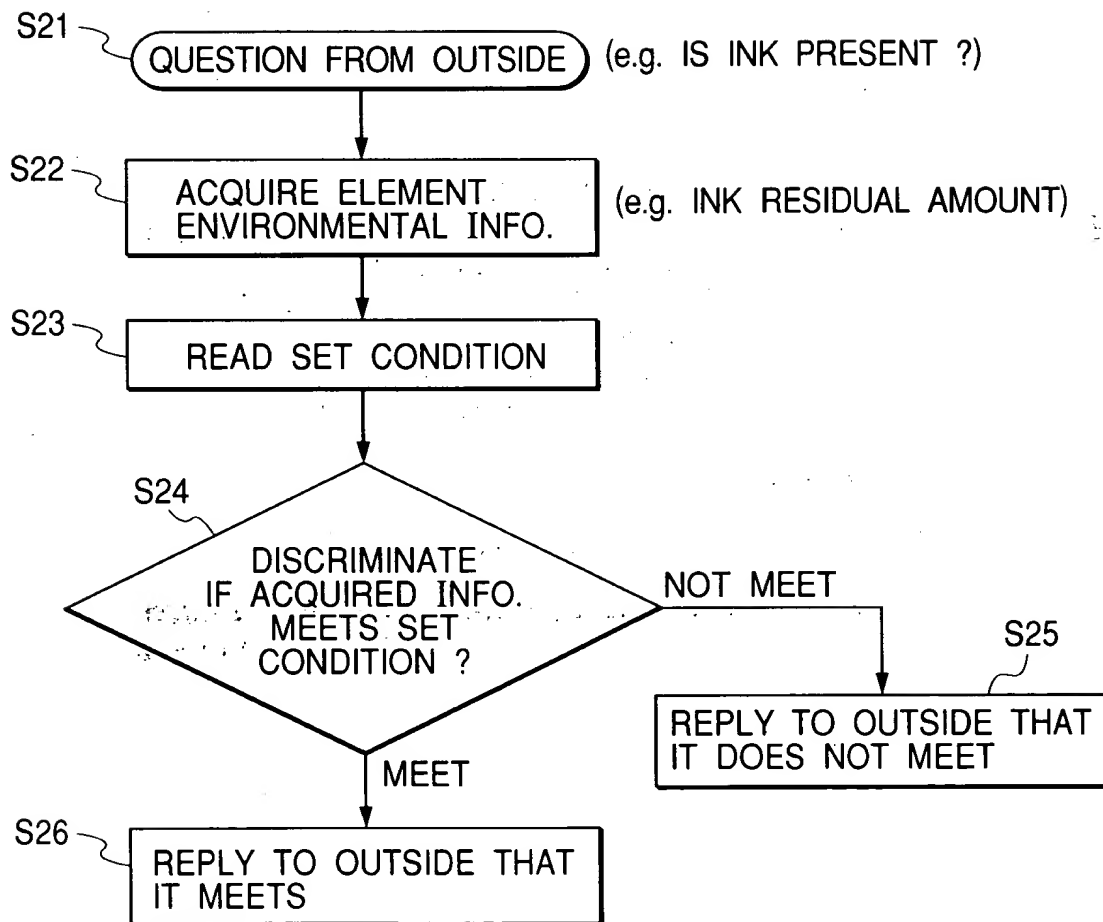 S21
QUESTION FROM OUTSIDE
(e.g. IS INK PRESENT ?)
S22
ACQUIRE ELEMENT
ENVIRONMENTAL INFO.
(e.g. INK RESIDUAL AMOUNT)
S23
READ SET CONDITION
S24
DISCRIMINATE
IF ACQUIRED INFO.
MEETS SET
CONDITION ?
NOT MEET
S25
REPLY TO OUTSIDE THAT
IT DOES NOT MEET
MEET
S26
REPLY TO OUTSIDE THAT
IT MEETS